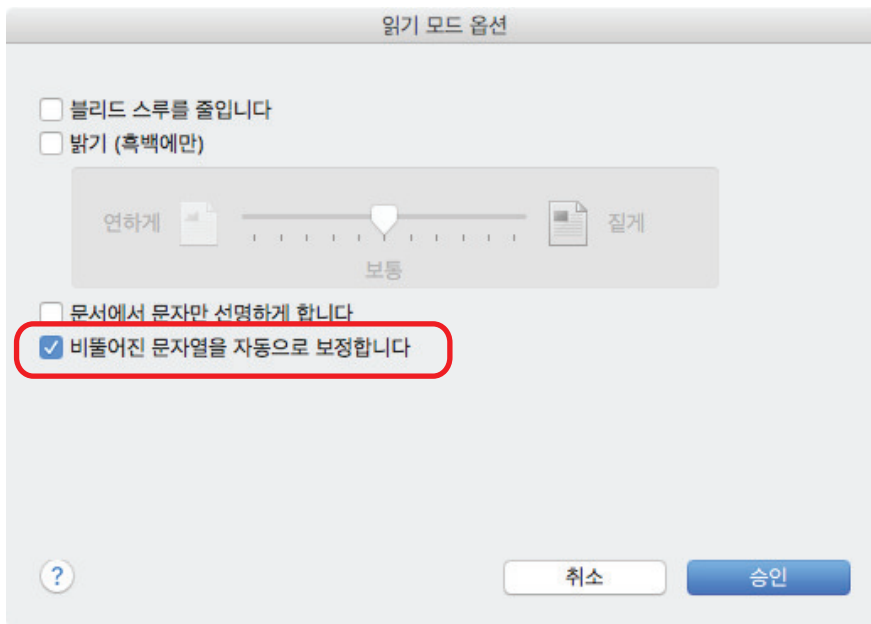 읽기 모드 옵션
블리드 스루를 줄입니다
밝기 (흑백에만)
연하게
짙게
보통
문서에서 문자만 선명하게 합니다
비뚤어진 문자열을 자동으로 보정합니다
?
취소
승인